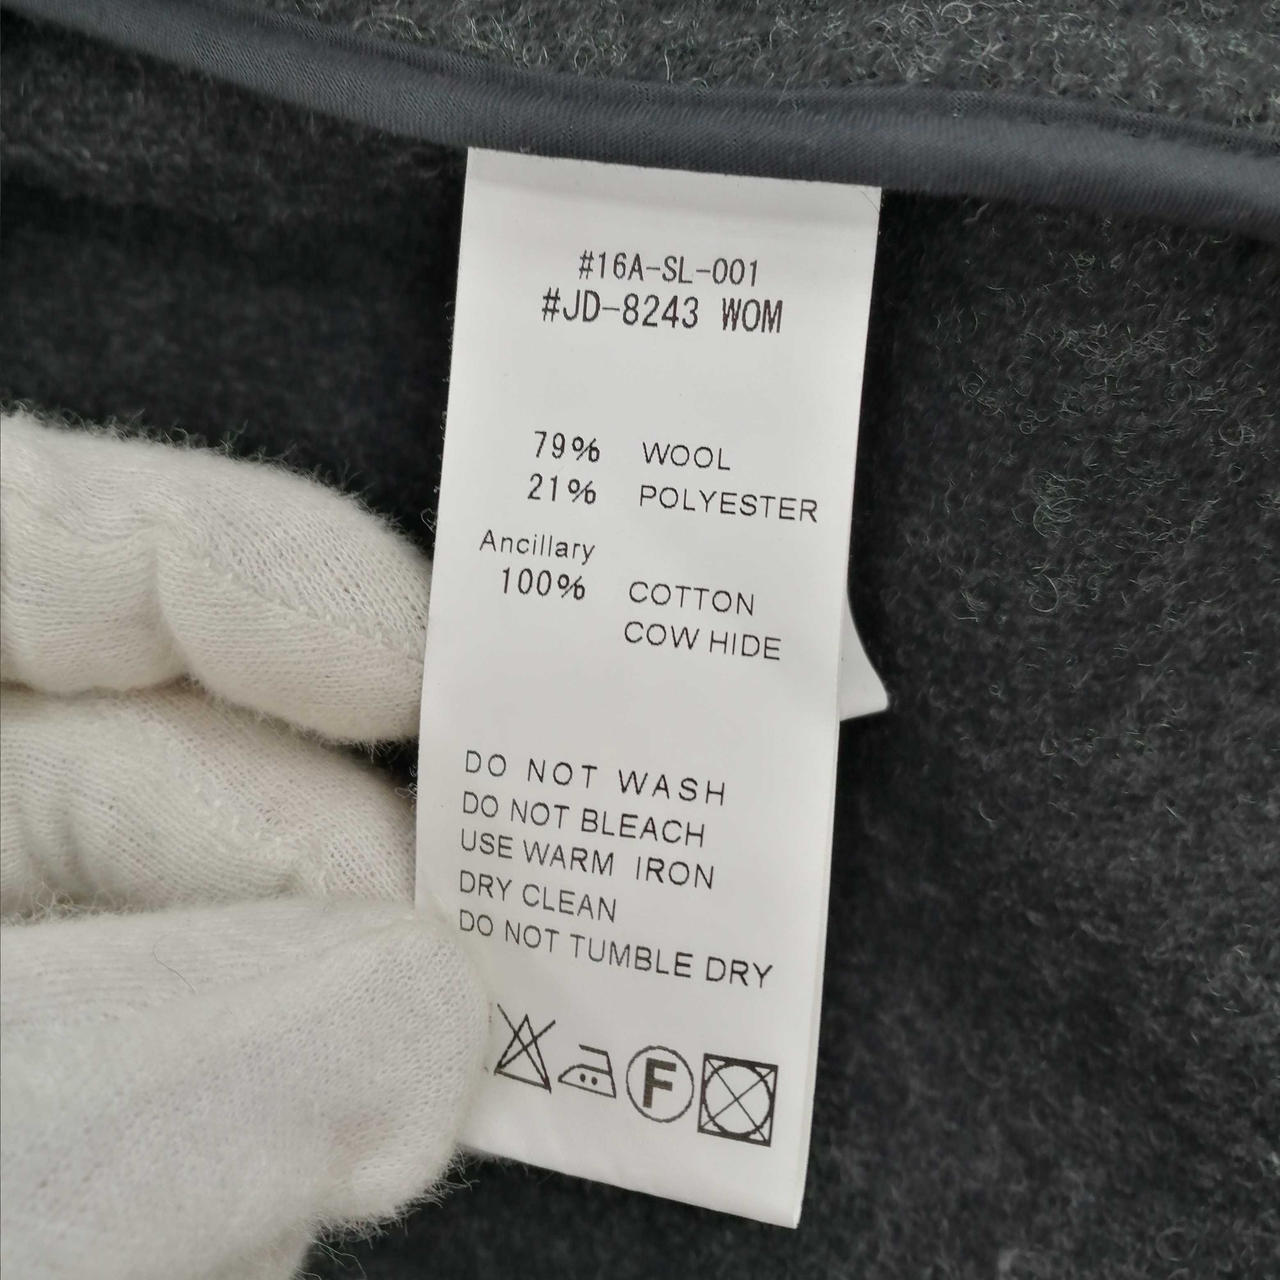 #16A-SL-001
#JD-8243 WOM
79% WOOL
21% POLYESTER
Ancillary
100% COTTON
COW HIDE
DO NOT WASH
DO NOT BLEACH
USE WARM IRON
DRY CLEAN
DO NOT TUMBLE DRY
F